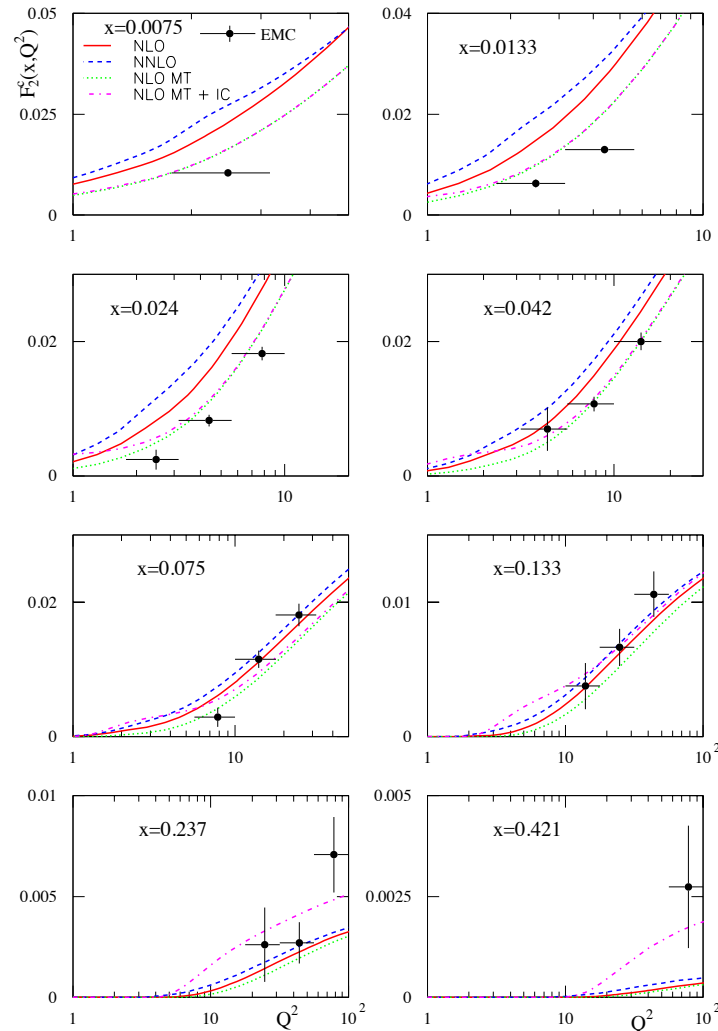 x=0.0075
EMC
NLO
NNLO
NLO MT
NLO MT + IC
F₂ᶜ(x,Q²)
0.05
0.025
0
1
x=0.0133
0.04
0.02
0
1
10
x=0.024
0.02
0
1
10
x=0.042
0.02
0
1
10
x=0.075
0.02
0
1
10
x=0.133
0.01
0
1
10
10²
x=0.237
0.01
0.005
0
1
10
Q²
10²
x=0.421
0.005
0.0025
0
1
10
Q²
10²